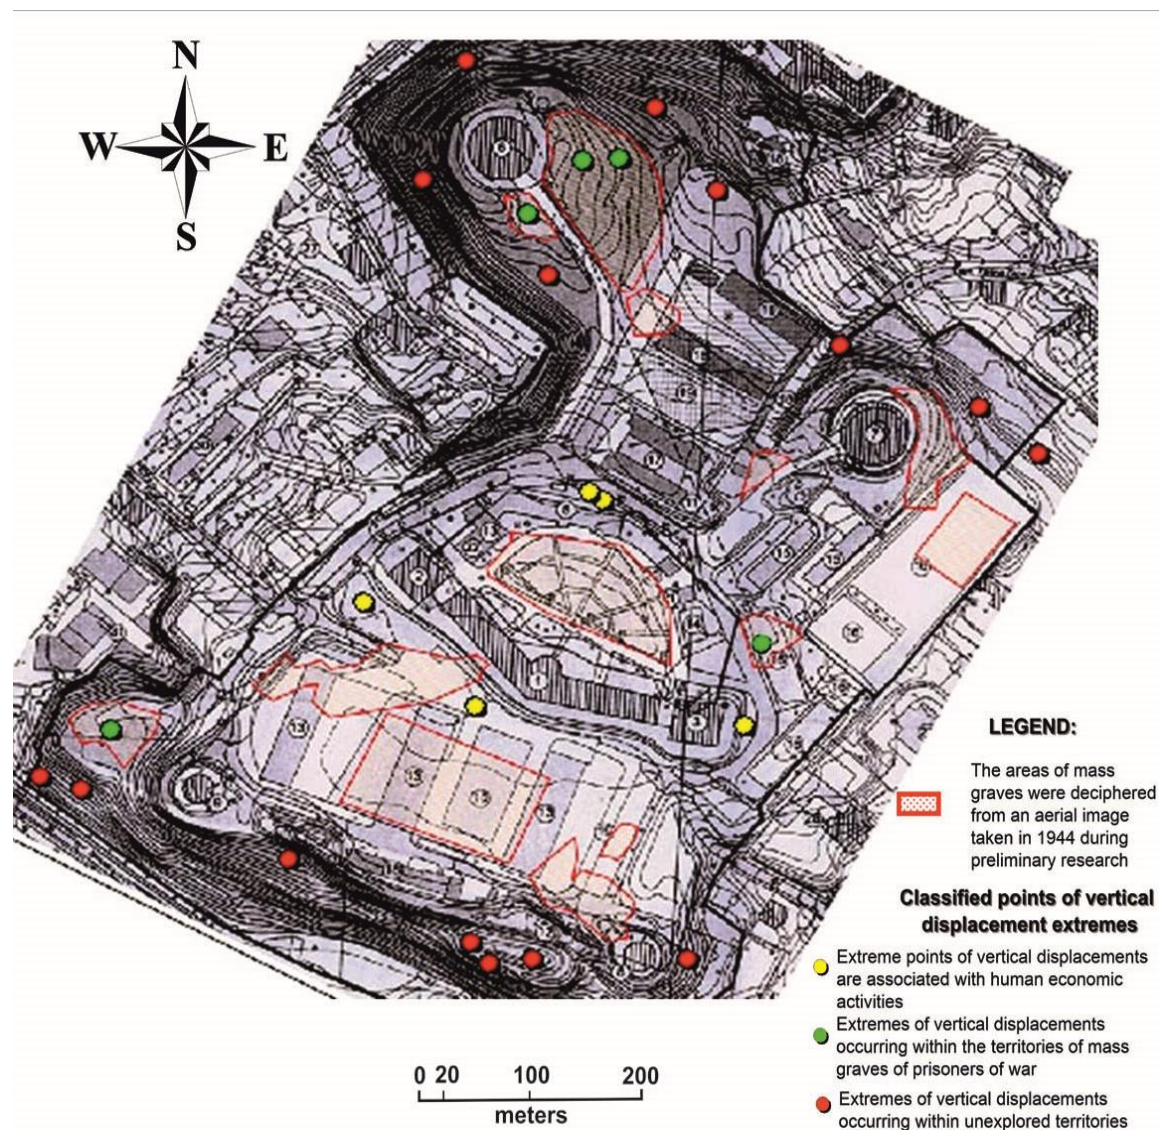 N
W E
S
LEGEND:
The areas of mass
graves were deciphered
from an aerial image
taken in 1944 during
preliminary research
Classified points of vertical
displacement extremes
Extreme points of vertical displacements
are associated with human economic
activities
Extremes of vertical displacements
occurring within the territories of mass
graves of prisoners of war
Extremes of vertical displacements
occurring within unexplored territories
0 20 100 200
meters
2
1
3